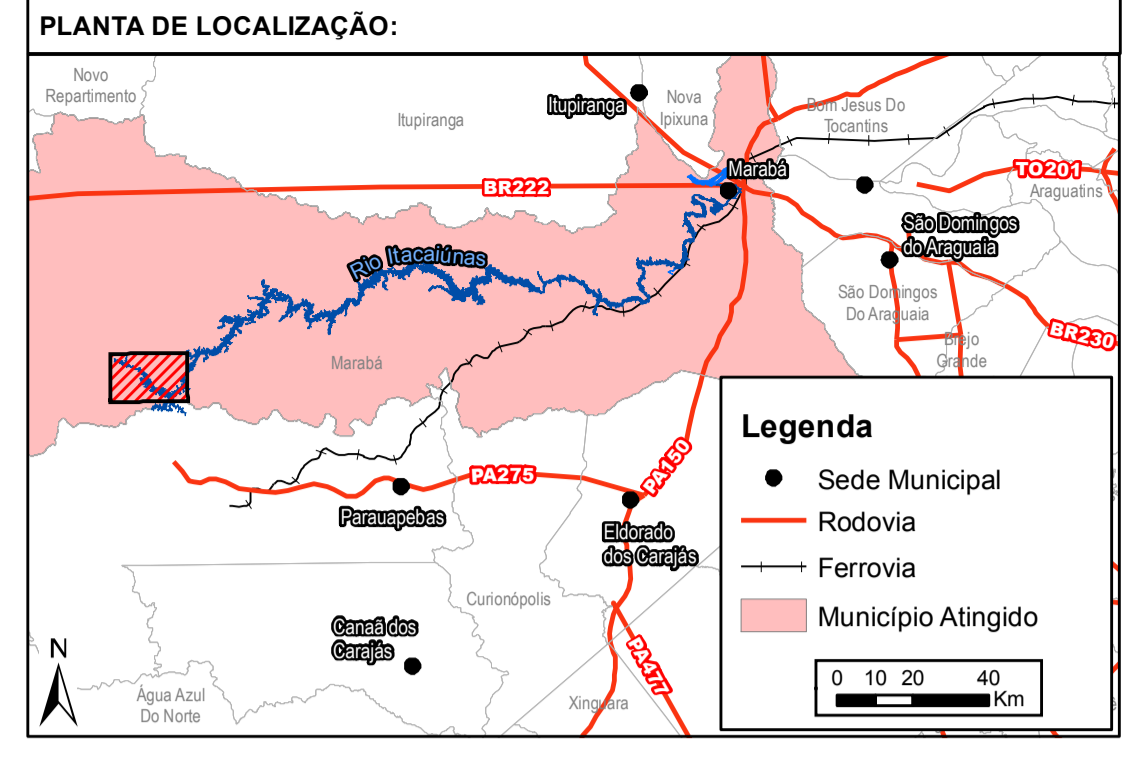 PLANTA DE LOCALIZAÇÃO:
Novo
Repartimento
Itupiranga
Itupiranga
Nova
Ipixuna
Bom Jesus Do
Tocantins
Marabá
BR222
TO201
Araguatins
São Domingos
do Araguaia
Rio Itacaiúnas
São Domingos
Do Araguaia
BR230
Brejo
Grande
Marabá
PA150
PA275
Parauapebas
Eldorado
dos Carajás
Curionópolis
Canaã dos
Carajás
PA477
Água Azul
Do Norte
Xinguara
N
Legenda
Sede Municipal
Rodovia
Ferrovia
Município Atingido
0 10 20 40
Km